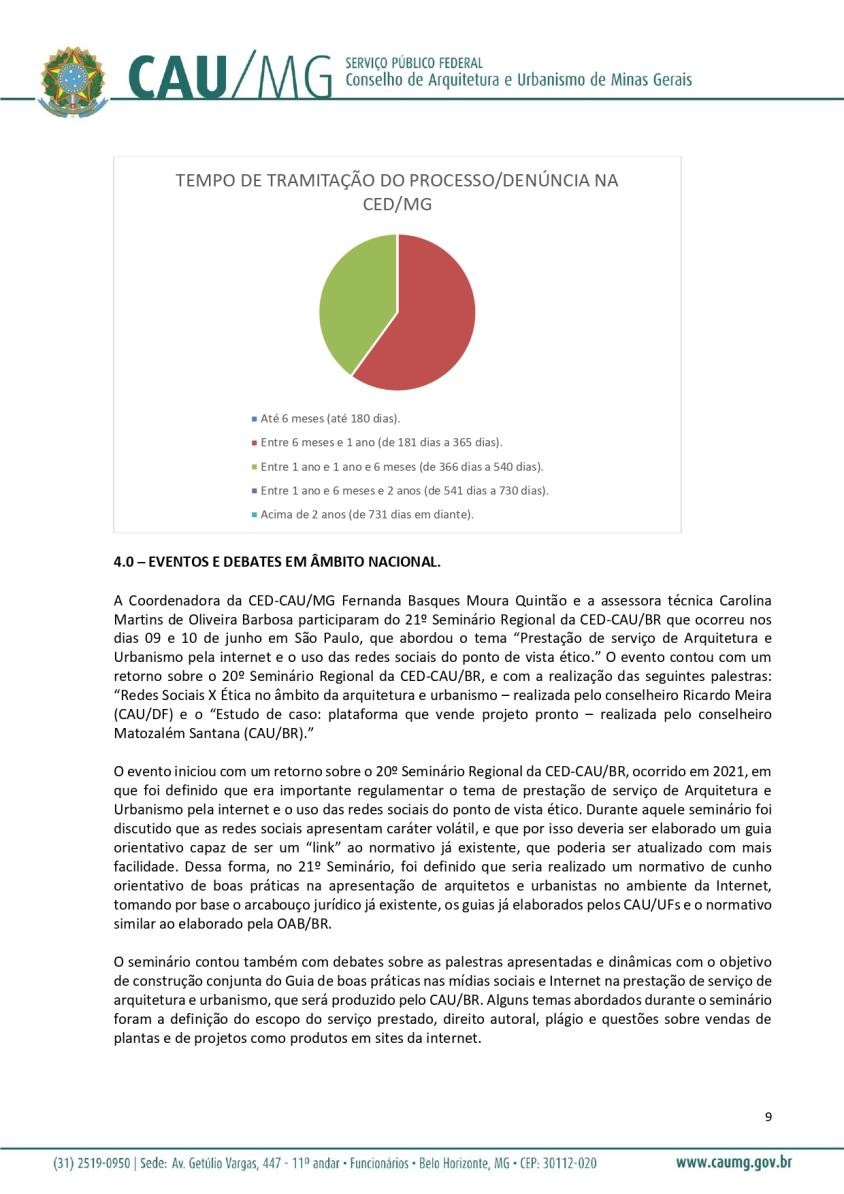 CAU/MG
SERVIÇO PÚBLICO FEDERAL
Conselho de Arquitetura e Urbanismo de Minas Gerais
TEMPO DE TRAMITAÇÃO DO PROCESSO/DENÚNCIA NA
CED/MG
Até 6 meses (até 180 dias).
Entre 6 meses e 1 ano (de 181 dias a 365 dias).
Entre 1 ano e 1 ano e 6 meses (de 366 dias a 540 dias).
Entre 1 ano e 6 meses e 2 anos (de 541 dias a 730 dias).
Acima de 2 anos (de 731 dias em diante).
4.0 – EVENTOS E DEBATES EM ÂMBITO NACIONAL.
A Coordenadora da CED-CAU/MG Fernanda Basques Moura Quintão e a assessora técnica Carolina
Martins de Oliveira Barbosa participaram do 21º Seminário Regional da CED-CAU/BR que ocorreu nos
dias 09 e 10 de junho em São Paulo, que abordou o tema “Prestação de serviço de Arquitetura e
Urbanismo pela internet e o uso das redes sociais do ponto de vista ético.” O evento contou com um
retorno sobre o 20º Seminário Regional da CED-CAU/BR, e com a realização das seguintes palestras:
“Redes Sociais X Ética no âmbito da arquitetura e urbanismo – realizada pelo conselheiro Ricardo Meira
(CAU/DF) e o “Estudo de caso: plataforma que vende projeto pronto – realizada pelo conselheiro
Matozalém Santana (CAU/BR).”
O evento iniciou com um retorno sobre o 20º Seminário Regional da CED-CAU/BR, ocorrido em 2021, em
que foi definido que era importante regulamentar o tema de prestação de serviço de Arquitetura e
Urbanismo pela internet e o uso das redes sociais do ponto de vista ético. Durante aquele seminário foi
discutido que as redes sociais apresentam caráter volátil, e que por isso deveria ser elaborado um guia
orientativo capaz de ser um “link” ao normativo já existente, que poderia ser atualizado com mais
facilidade. Dessa forma, no 21º Seminário, foi definido que seria realizado um normativo de cunho
orientativo de boas práticas na apresentação de arquitetos e urbanistas no ambiente da Internet,
tomando por base o arcabouço jurídico já existente, os guias já elaborados pelos CAU/UFs e o normativo
similar ao elaborado pela OAB/BR.
O seminário contou também com debates sobre as palestras apresentadas e dinâmicas com o objetivo
de construção conjunta do Guia de boas práticas nas mídias sociais e Internet na prestação de serviço de
arquitetura e urbanismo, que será produzido pelo CAU/BR. Alguns temas abordados durante o seminário
foram a definição do escopo do serviço prestado, direito autoral, plágio e questões sobre vendas de
plantas e de projetos como produtos em sites da internet.
9
(31) 2519-0950 | Sede: Av. Getúlio Vargas, 447 - 11º andar • Funcionários • Belo Horizonte, MG • CEP: 30112-020
www.caumg.gov.br